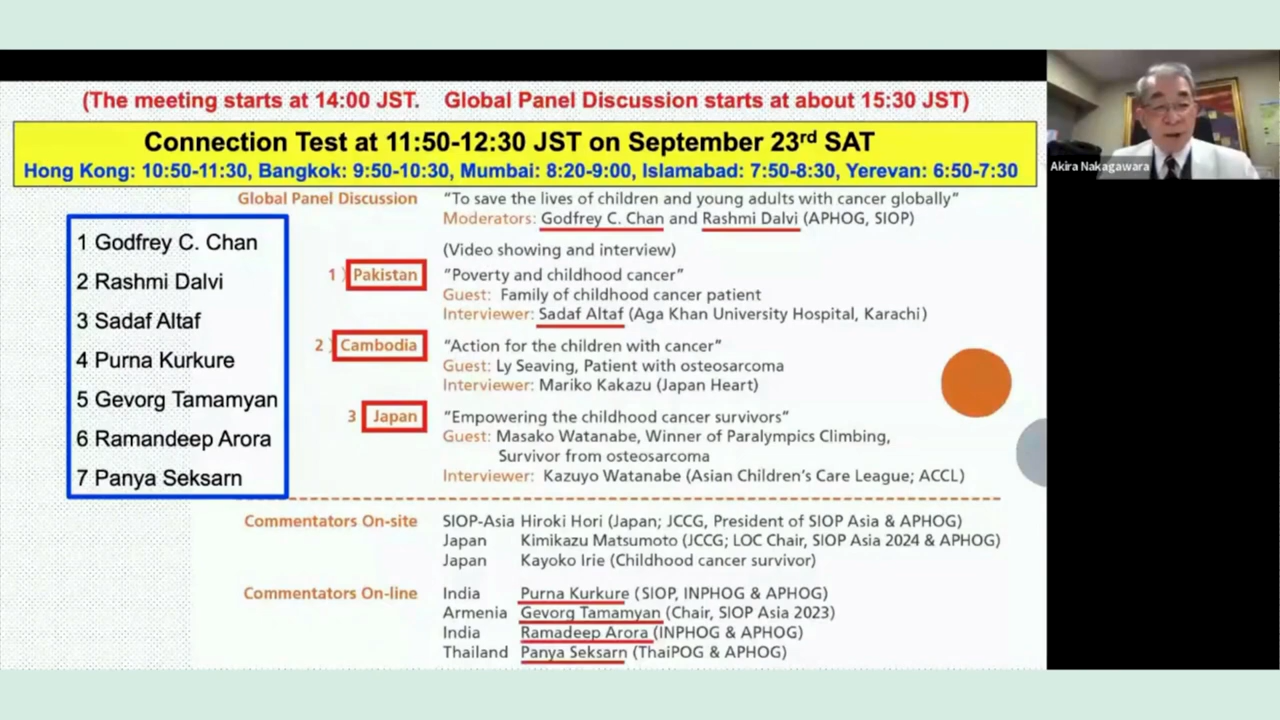 (The meeting starts at 14:00 JST. Global Panel Discussion starts at about 15:30 JST)
Connection Test at 11:50-12:30 JST on September 23rd SAT
Hong Kong: 10:50-11:30, Bangkok: 9:50-10:30, Mumbai: 8:20-9:00, Islamabad: 7:50-8:30, Yerevan: 6:50-7:30
Akira Nakagawara
1 Godfrey C. Chan
2 Rashmi Dalvi
3 Sadaf Altaf
4 Purna Kurkure
5 Gevorg Tamamyan
6 Ramandeep Arora
7 Panya Seksarn
Global Panel Discussion “To save the lives of children and young adults with cancer globally”
Moderators: Godfrey C. Chan and Rashmi Dalvi (APHOG, SIOP)
(Video showing and interview)
1) Pakistan “Poverty and childhood cancer”
Guest: Family of childhood cancer patient
Interviewer: Sadaf Altaf (Aga Khan University Hospital, Karachi)
2) Cambodia “Action for the children with cancer”
Guest: Ly Seaving, Patient with osteosarcoma
Interviewer: Mariko Kakazu (Japan Heart)
3 Japan “Empowering the childhood cancer survivors”
Guest: Masako Watanabe, Winner of Paralympics Climbing,
Survivor from osteosarcoma
Interviewer: Kazuyo Watanabe (Asian Children’s Care League; ACCL)
Commentators On-site SIOP-Asia Hiroki Hori (Japan; JCCG, President of SIOP Asia & APHOG)
Japan Kimikazu Matsumoto (JCCG; LOC Chair, SIOP Asia 2024 & APHOG)
Japan Kayoko Irie (Childhood cancer survivor)
Commentators On-line India Purna Kurkure (SIOP, INPHOG & APHOG)
Armenia Gevorg Tamamyan (Chair, SIOP Asia 2023)
India Ramadeep Arora (INPHOG & APHOG)
Thailand Panya Seksarn (ThaiPOG & APHOG)